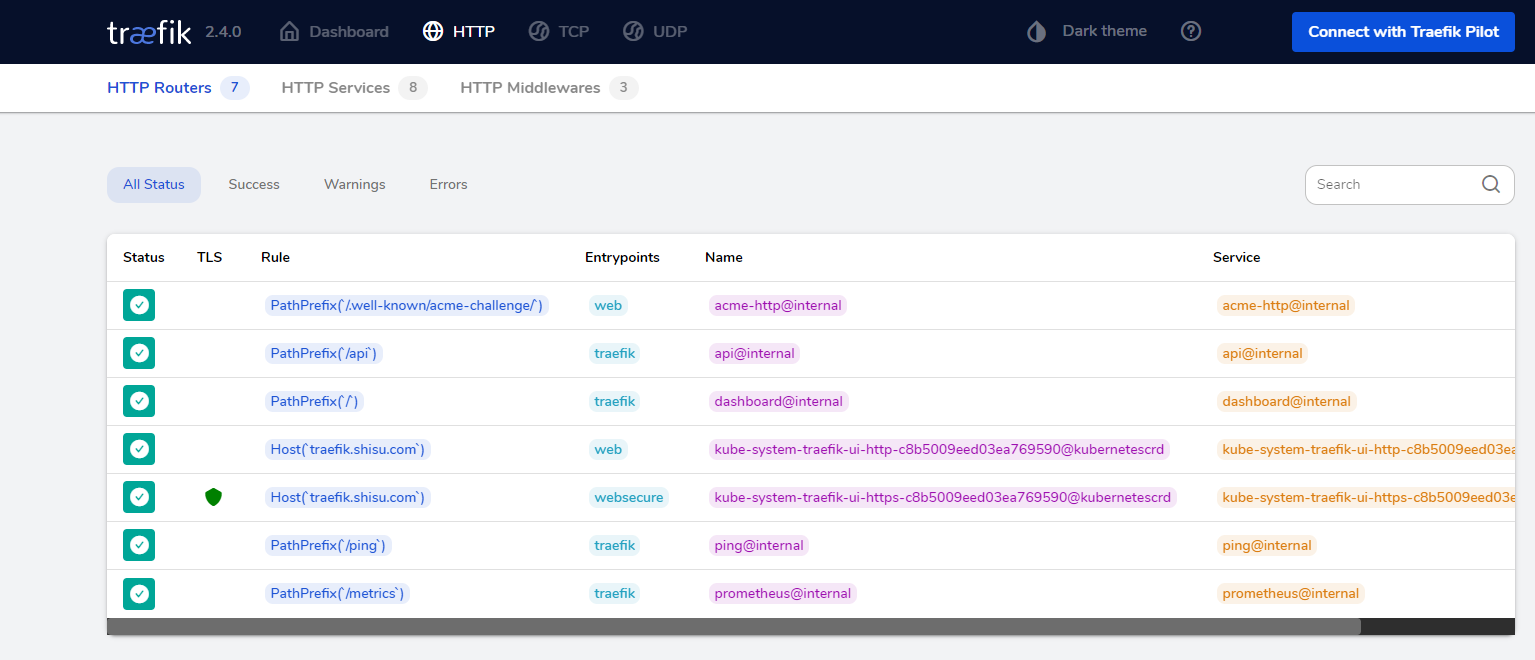 træfik 2.4.0 Dashboard HTTP TCP UDP Dark theme Connect with Traefik Pilot
HTTP Routers 7 HTTP Services 8 HTTP Middlewares 3
All Status Success Warnings Errors Search
Status TLS Rule Entrypoints Name Service
PathPrefix(`/.well-known/acme-challenge/`) web acme-http@internal acme-http@internal
PathPrefix(`/api`) traefik api@internal api@internal
PathPrefix(`/`) traefik dashboard@internal dashboard@internal
Host(`traefik.shisu.com`) web kube-system-traefik-ui-http-c8b5009eed03ea769590@kubernetescrd kube-system-traefik-ui-http-c8b5009eed03ea
Host(`traefik.shisu.com`) websecure kube-system-traefik-ui-https-c8b5009eed03ea769590@kubernetescrd kube-system-traefik-ui-https-c8b5009eed03e
PathPrefix(`/ping`) traefik ping@internal ping@internal
PathPrefix(`/metrics`) traefik prometheus@internal prometheus@internal